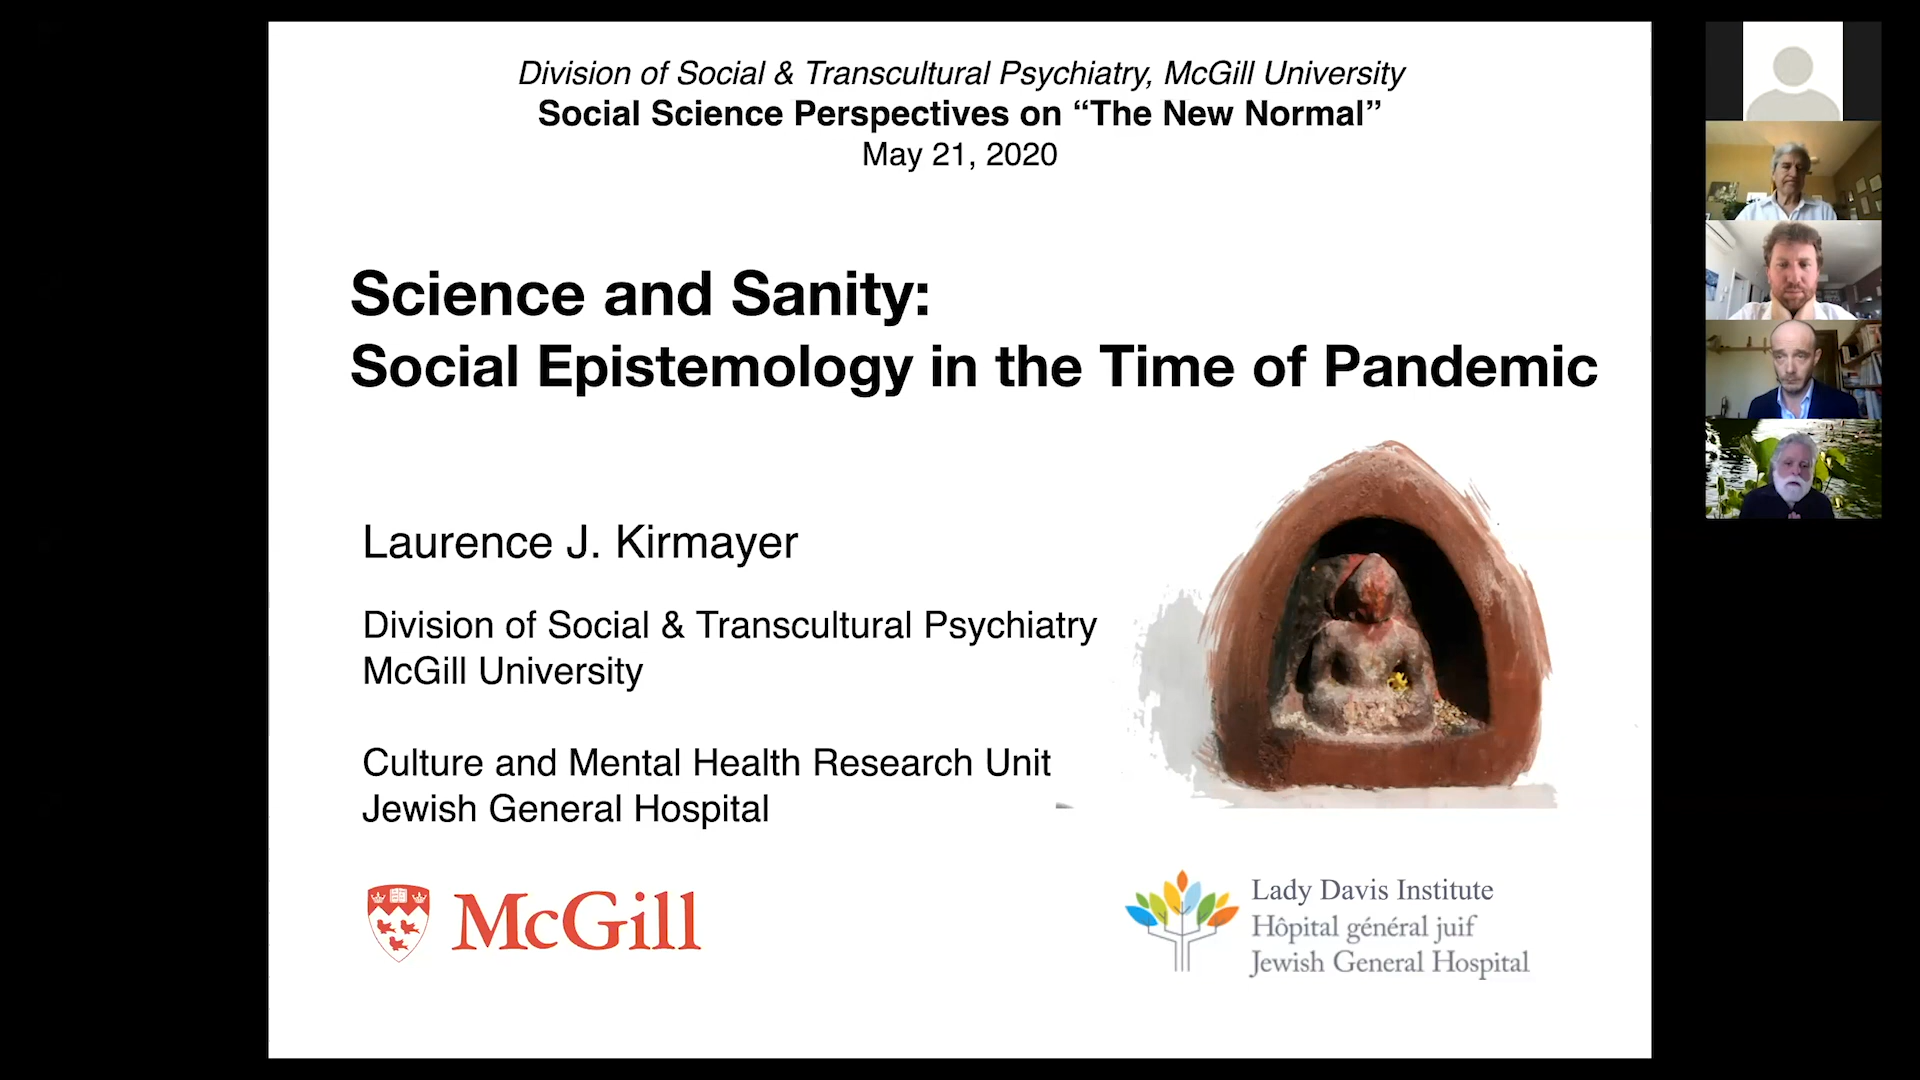 Division of Social & Transcultural Psychiatry, McGill University
Social Science Perspectives on “The New Normal”
May 21, 2020
Science and Sanity:
Social Epistemology in the Time of Pandemic
Laurence J. Kirmayer
Division of Social & Transcultural Psychiatry
McGill University
Culture and Mental Health Research Unit
Jewish General Hospital
McGill
Lady Davis Institute
Hôpital général juif
Jewish General Hospital